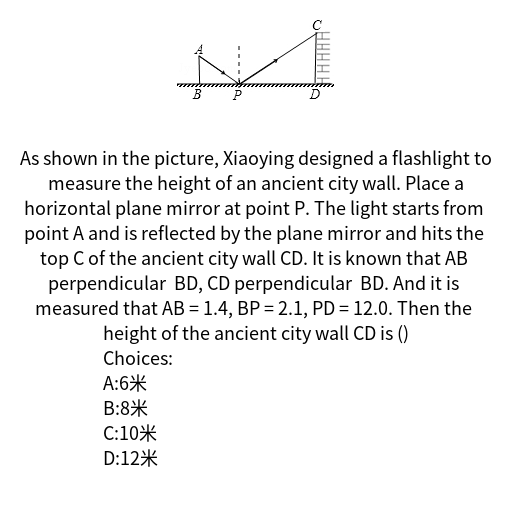 C
A
B
P
D
As shown in the picture, Xiaoying designed a flashlight to
measure the height of an ancient city wall. Place a
horizontal plane mirror at point P. The light starts from
point A and is reflected by the plane mirror and hits the
top C of the ancient city wall CD. It is known that AB
perpendicular BD, CD perpendicular BD. And it is
measured that AB = 1.4, BP = 2.1, PD = 12.0. Then the
height of the ancient city wall CD is ()
Choices:
A:6米
B:8米
C:10米
D:12米